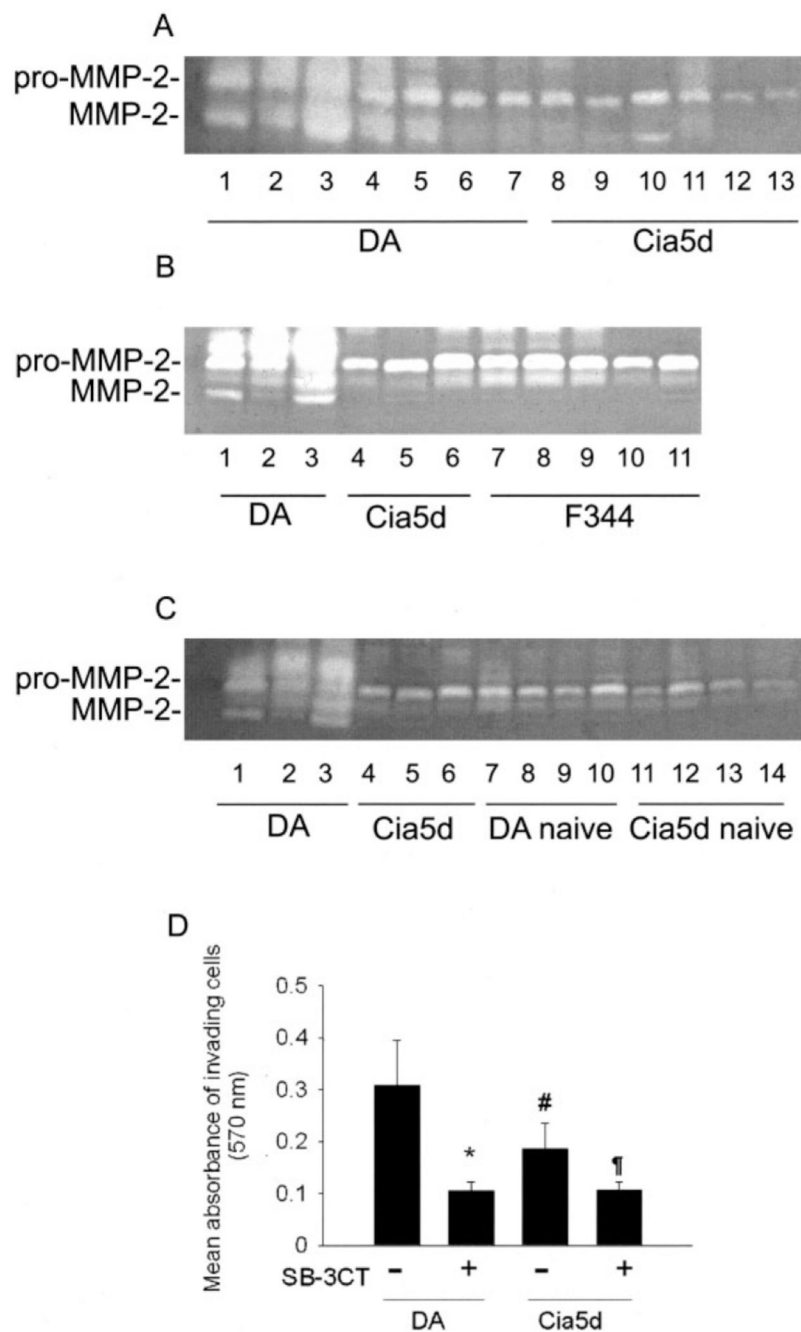 A
pro-MMP-2-
MMP-2-
1 2 3 4 5 6 7 8 9 10 11 12 13
DA Cia5d
B
pro-MMP-2-
MMP-2-
1 2 3 4 5 6 7 8 9 10 11
DA Cia5d F344
C
pro-MMP-2-
MMP-2-
1 2 3 4 5 6 7 8 9 10 11 12 13 14
DA Cia5d DA naive Cia5d naive
D
Mean absorbance of invading cells
(570 nm)
0.5
0.4
0.3
0.2
0.1
0
* # ¶
SB-3CT - + - +
DA Cia5d